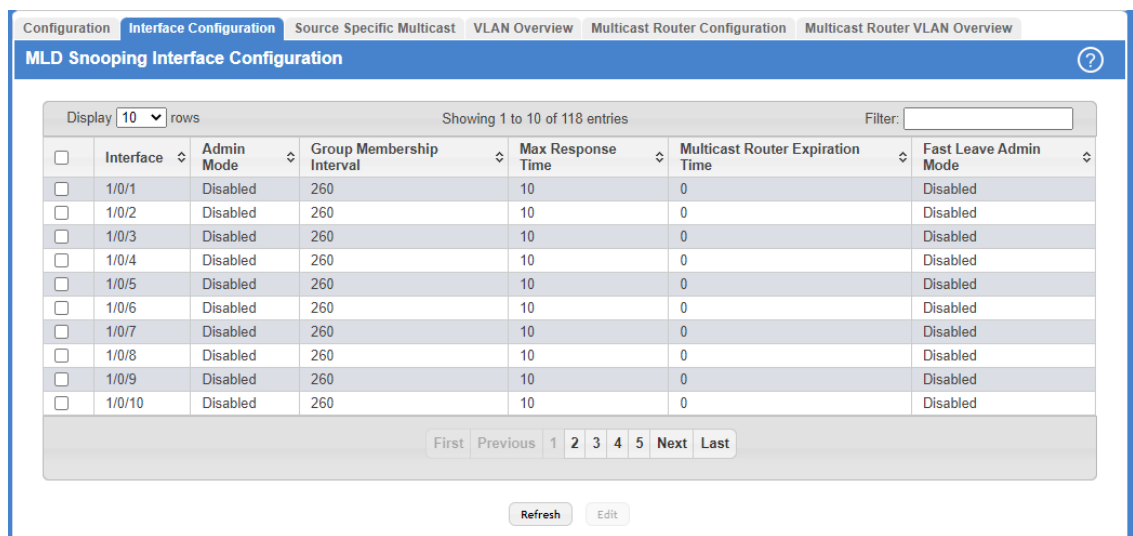 Configuration Interface Configuration Source Specific Multicast VLAN Overview Multicast Router Configuration Multicast Router VLAN Overview
MLD Snooping Interface Configuration ?
Display 10 rows Showing 1 to 10 of 118 entries Filter:
Interface Admin Mode Group Membership Interval Max Response Time Multicast Router Expiration Time Fast Leave Admin Mode
1/0/1 Disabled 260 10 0 Disabled
1/0/2 Disabled 260 10 0 Disabled
1/0/3 Disabled 260 10 0 Disabled
1/0/4 Disabled 260 10 0 Disabled
1/0/5 Disabled 260 10 0 Disabled
1/0/6 Disabled 260 10 0 Disabled
1/0/7 Disabled 260 10 0 Disabled
1/0/8 Disabled 260 10 0 Disabled
1/0/9 Disabled 260 10 0 Disabled
1/0/10 Disabled 260 10 0 Disabled
First Previous 1 2 3 4 5 Next Last
Refresh Edit